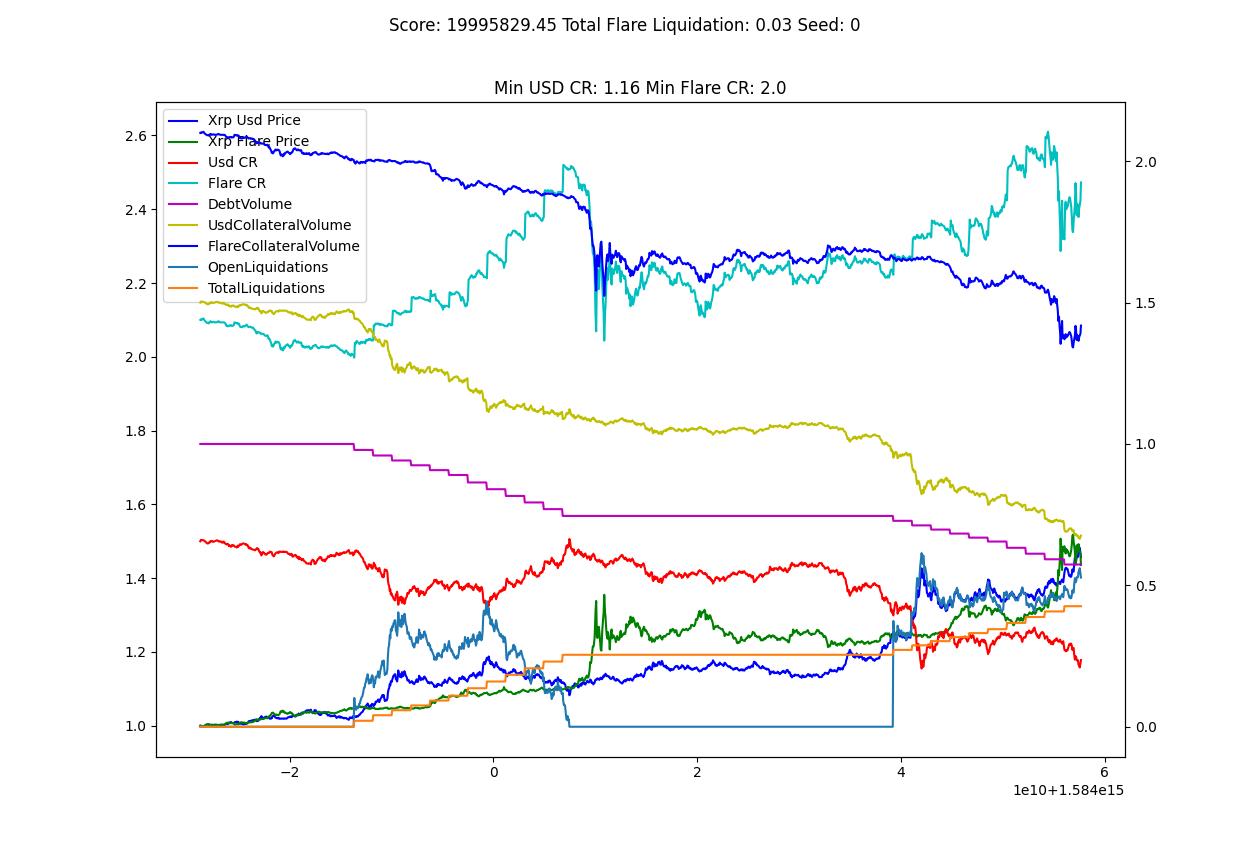 Score: 19995829.45 Total Flare Liquidation: 0.03 Seed: 0
Min USD CR: 1.16 Min Flare CR: 2.0
Xrp Usd Price
Xrp Flare Price
Usd CR
Flare CR
DebtVolume
UsdCollateralVolume
FlareCollateralVolume
OpenLiquidations
TotalLiquidations
2.6
2.4
2.2
2.0
1.8
1.6
1.4
1.2
1.0
2.0
1.5
1.0
0.5
0.0
−2
0
2
4
6
1e10+1.584e15